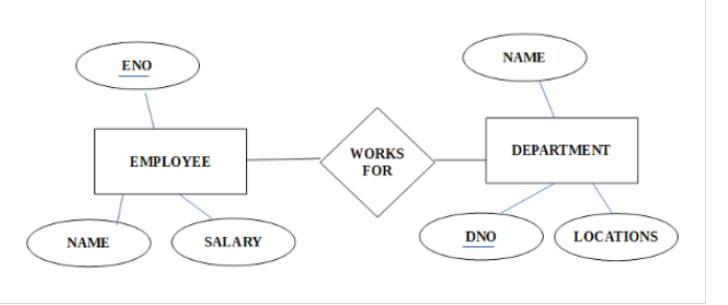 NAME
ENO
EMPLOYEE
WORKS
FOR
DEPARTMENT
NAME
SALARY
DNO
LOCATIONS